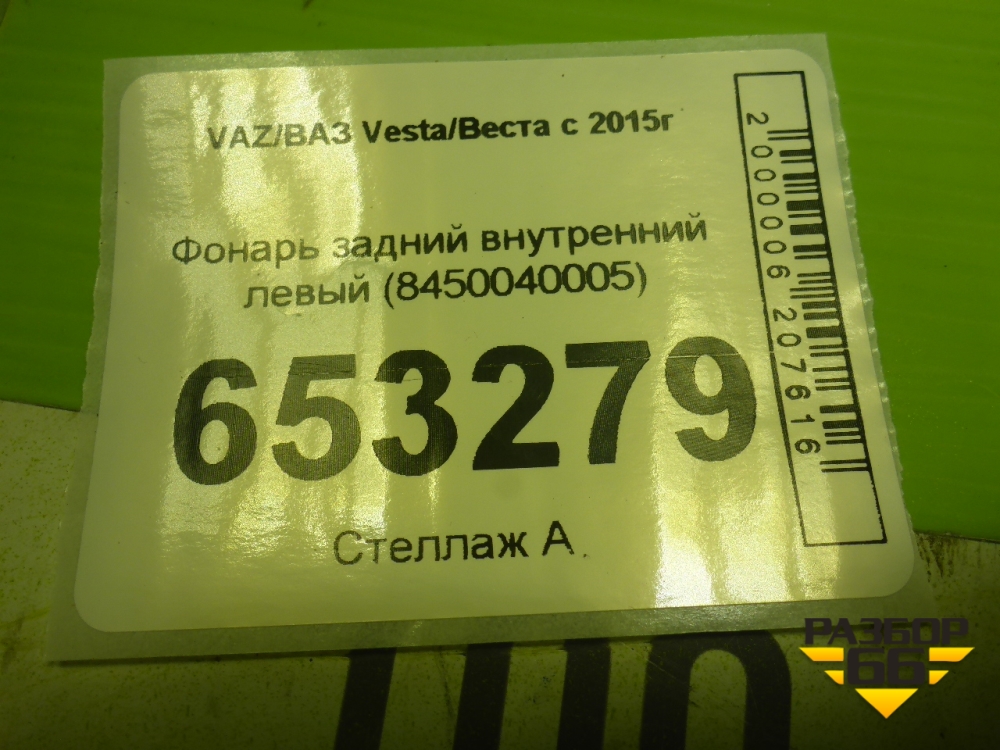 VAZ/ВАЗ Vesta/Веста с 2015г
Фонарь задний внутренний
левый (8450040005)
653279
Стеллаж А
2000006207616
РАЗБОР
66